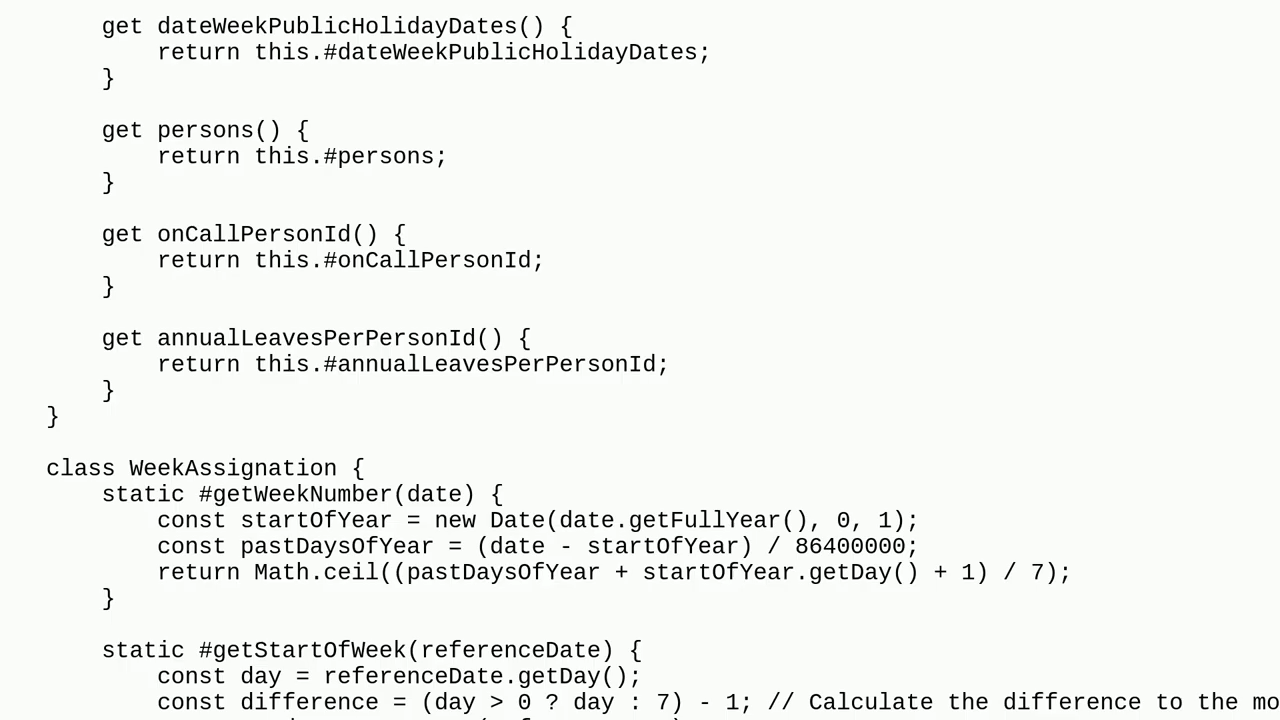 get dateWeekPublicHolidayDates() {
return this.#dateWeekPublicHolidayDates;
}
get persons() {
return this.#persons;
}
get onCallPersonId() {
return this.#onCallPersonId;
}
get annualLeavesPerPersonId() {
return this.#annualLeavesPerPersonId;
}
}
class WeekAssignation {
static #getWeekNumber(date) {
const startOfYear = new Date(date.getFullYear(), 0, 1);
const pastDaysOfYear = (date - startOfYear) / 86400000;
return Math.ceil((pastDaysOfYear + startOfYear.getDay() + 1) / 7);
}
static #getStartOfWeek(referenceDate) {
const day = referenceDate.getDay();
const difference = (day > 0 ? day : 7) - 1; // Calculate the difference to the mo